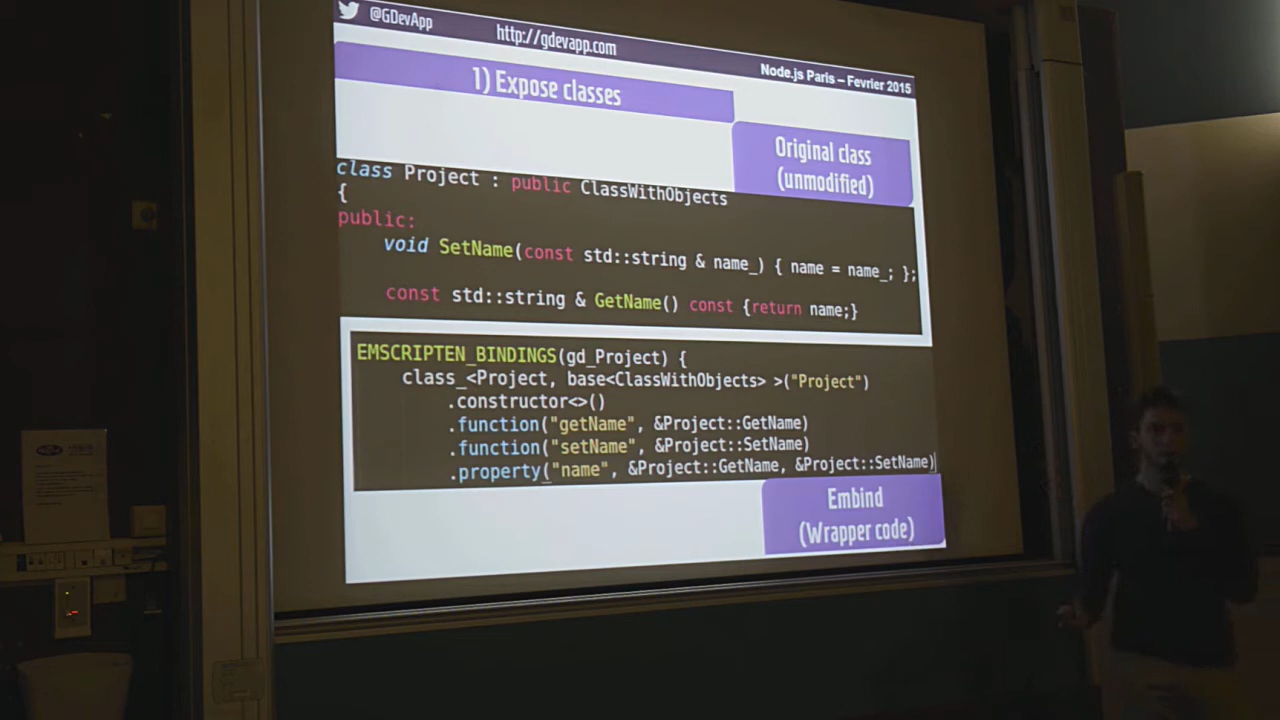 @GDevApp
http://gdevapp.com
Node.js Paris – Fevrier 2015
1) Expose classes
Original class
(unmodified)
class Project : public ClassWithObjects
{
public:
void SetName(const std::string & name_) { name = name_; };
const std::string & GetName() const {return name;}
EMSCRIPTEN_BINDINGS(gd_Project) {
class_<Project, base<ClassWithObjects> >("Project")
.constructor<>()
.function("getName", &Project::GetName)
.function("setName", &Project::SetName)
.property("name", &Project::GetName, &Project::SetName)
Embind
(Wrapper code)